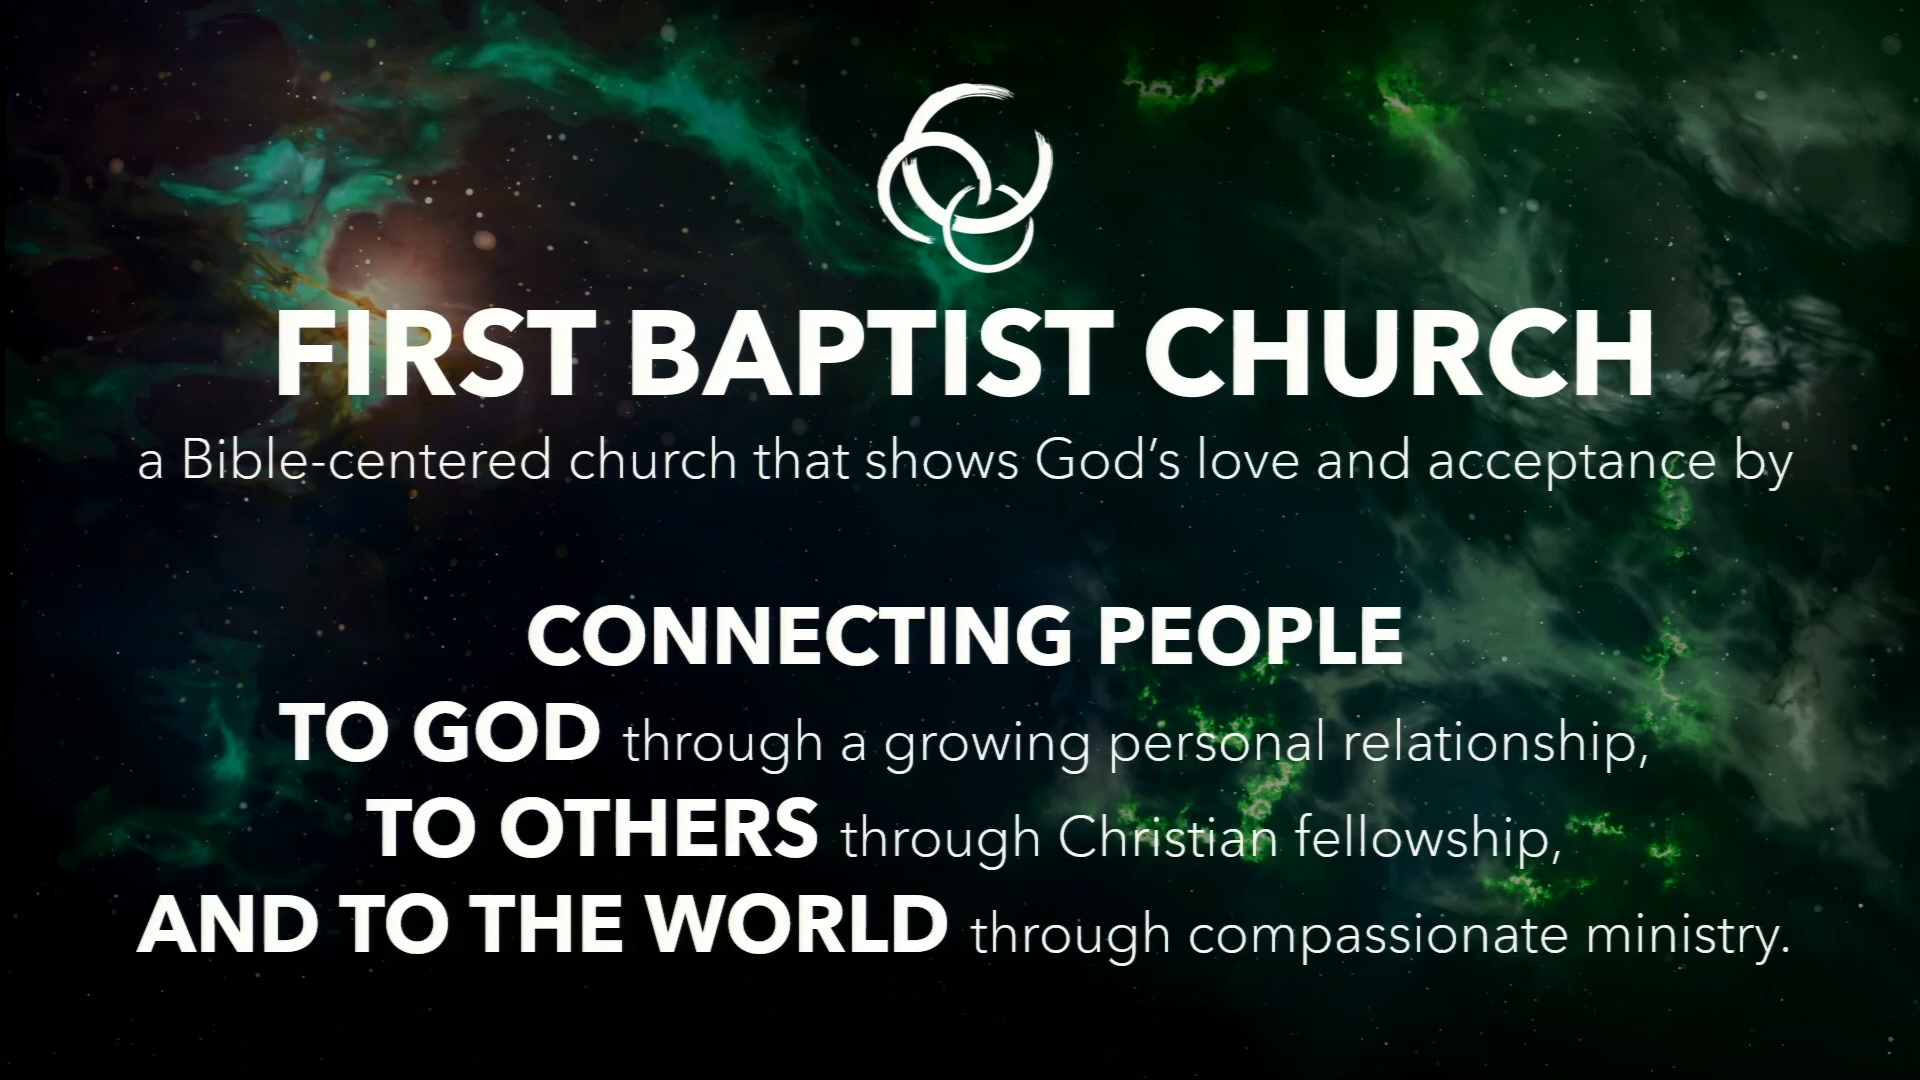 FIRST BAPTIST CHURCH
a Bible-centered church that shows God’s love and acceptance by
CONNECTING PEOPLE
TO GOD through a growing personal relationship,
TO OTHERS through Christian fellowship,
AND TO THE WORLD through compassionate ministry.